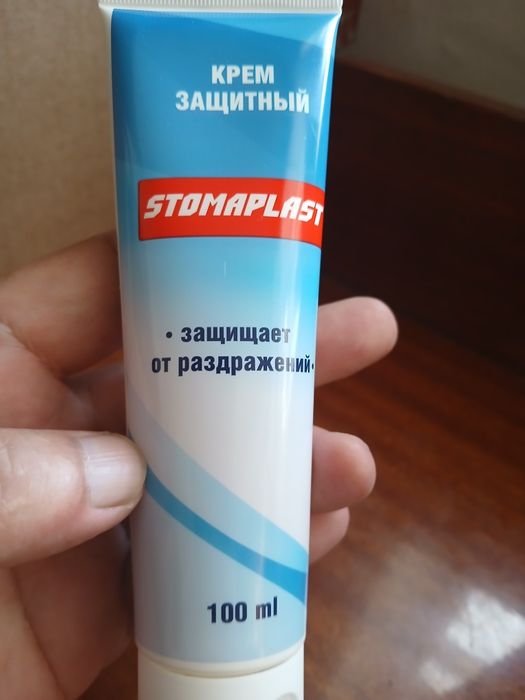 КРЕМ
ЗАЩИТНЫЙ
STOMAPLAST
• защищает
от раздражений •
100 ml